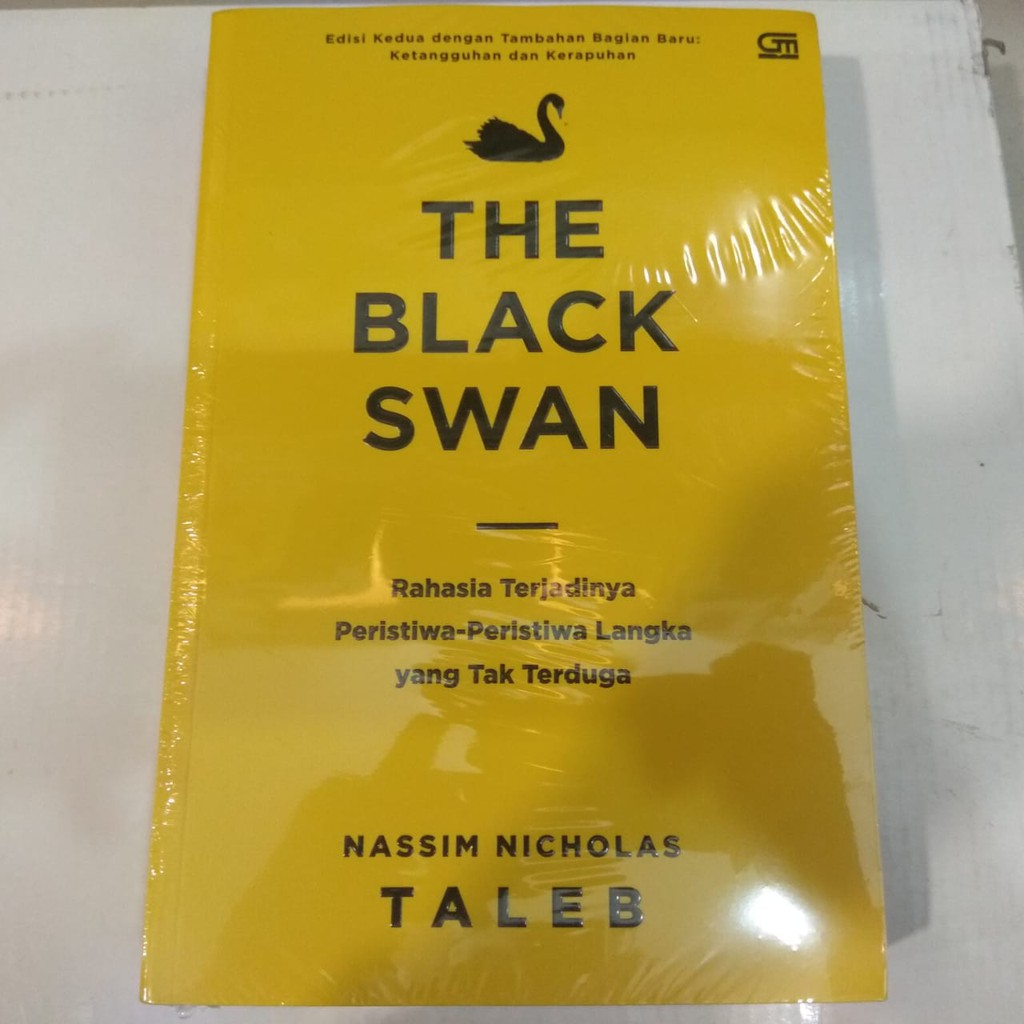 Edisi Kedua dengan Tambahan Bagian Baru:
Ketangguhan dan Kerapuhan
GM
THE
BLACK
SWAN
Rahasia Terjadinya
Peristiwa-Peristiwa Langka
yang Tak Terduga
NASSIM NICHOLAS
TALEB